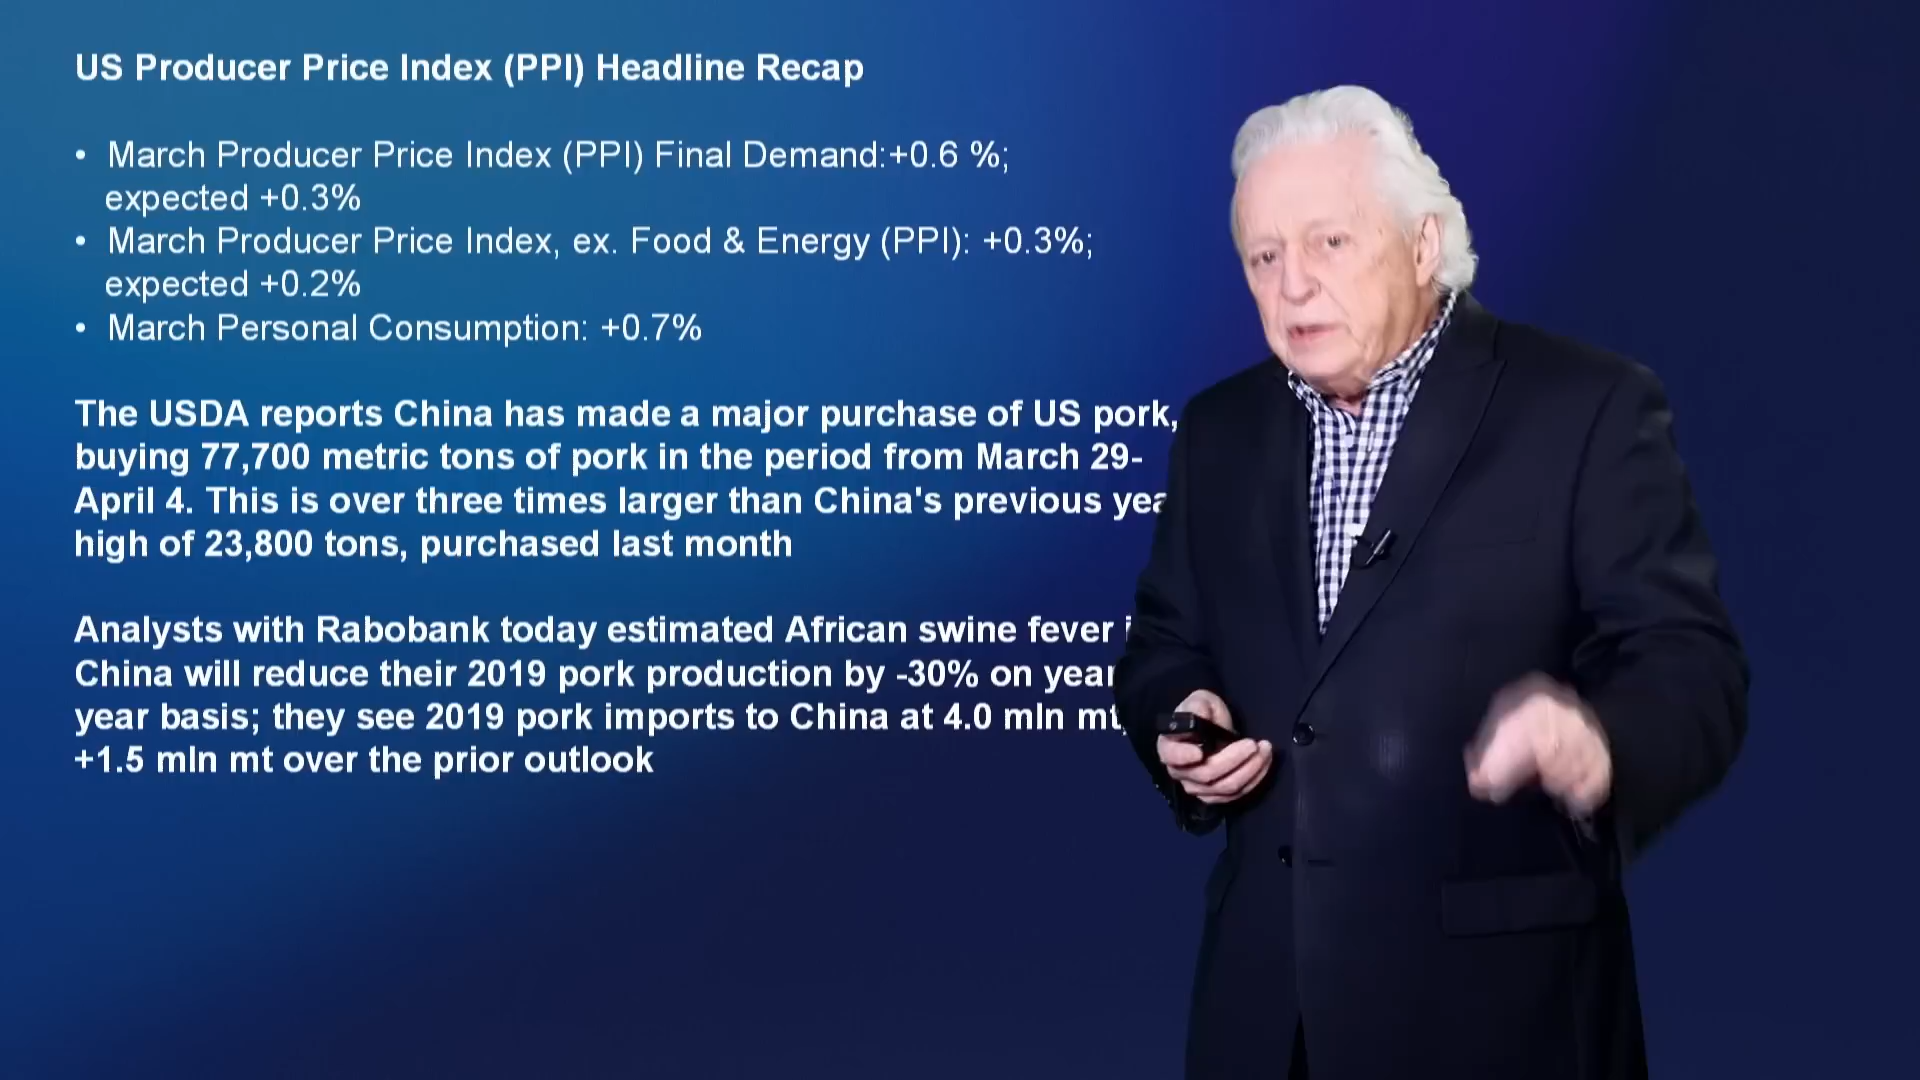 US Producer Price Index (PPI) Headline Recap
• March Producer Price Index (PPI) Final Demand:+0.6 %;
expected +0.3%
• March Producer Price Index, ex. Food & Energy (PPI): +0.3%;
expected +0.2%
• March Personal Consumption: +0.7%
The USDA reports China has made a major purchase of US pork,
buying 77,700 metric tons of pork in the period from March 29-
April 4. This is over three times larger than China's previous
high of 23,800 tons, purchased last month
Analysts with Rabobank today estimated African swine fever
China will reduce their 2019 pork production by -30% on year
year basis; they see 2019 pork imports to China at 4.0 mln mt,
+1.5 mln mt over the prior outlook